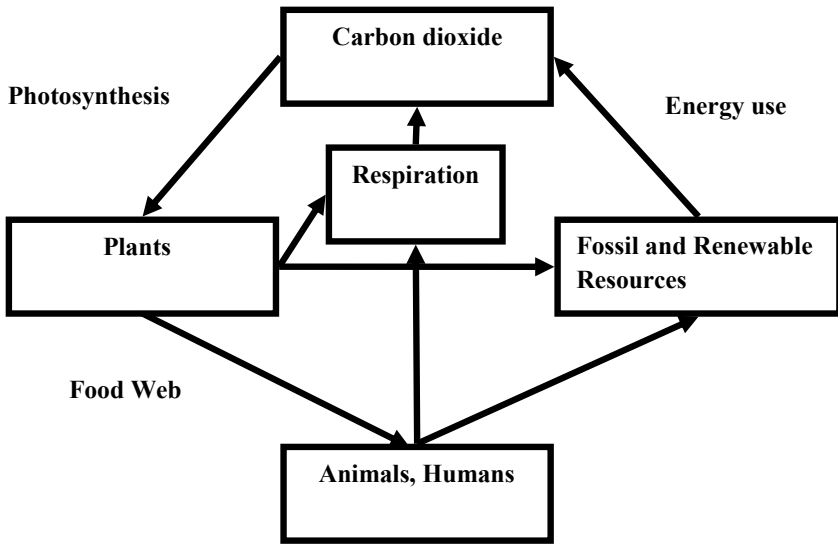 Carbon dioxide
Photosynthesis
Energy use
Respiration
Plants
Fossil and Renewable
Resources
Food Web
Animals, Humans